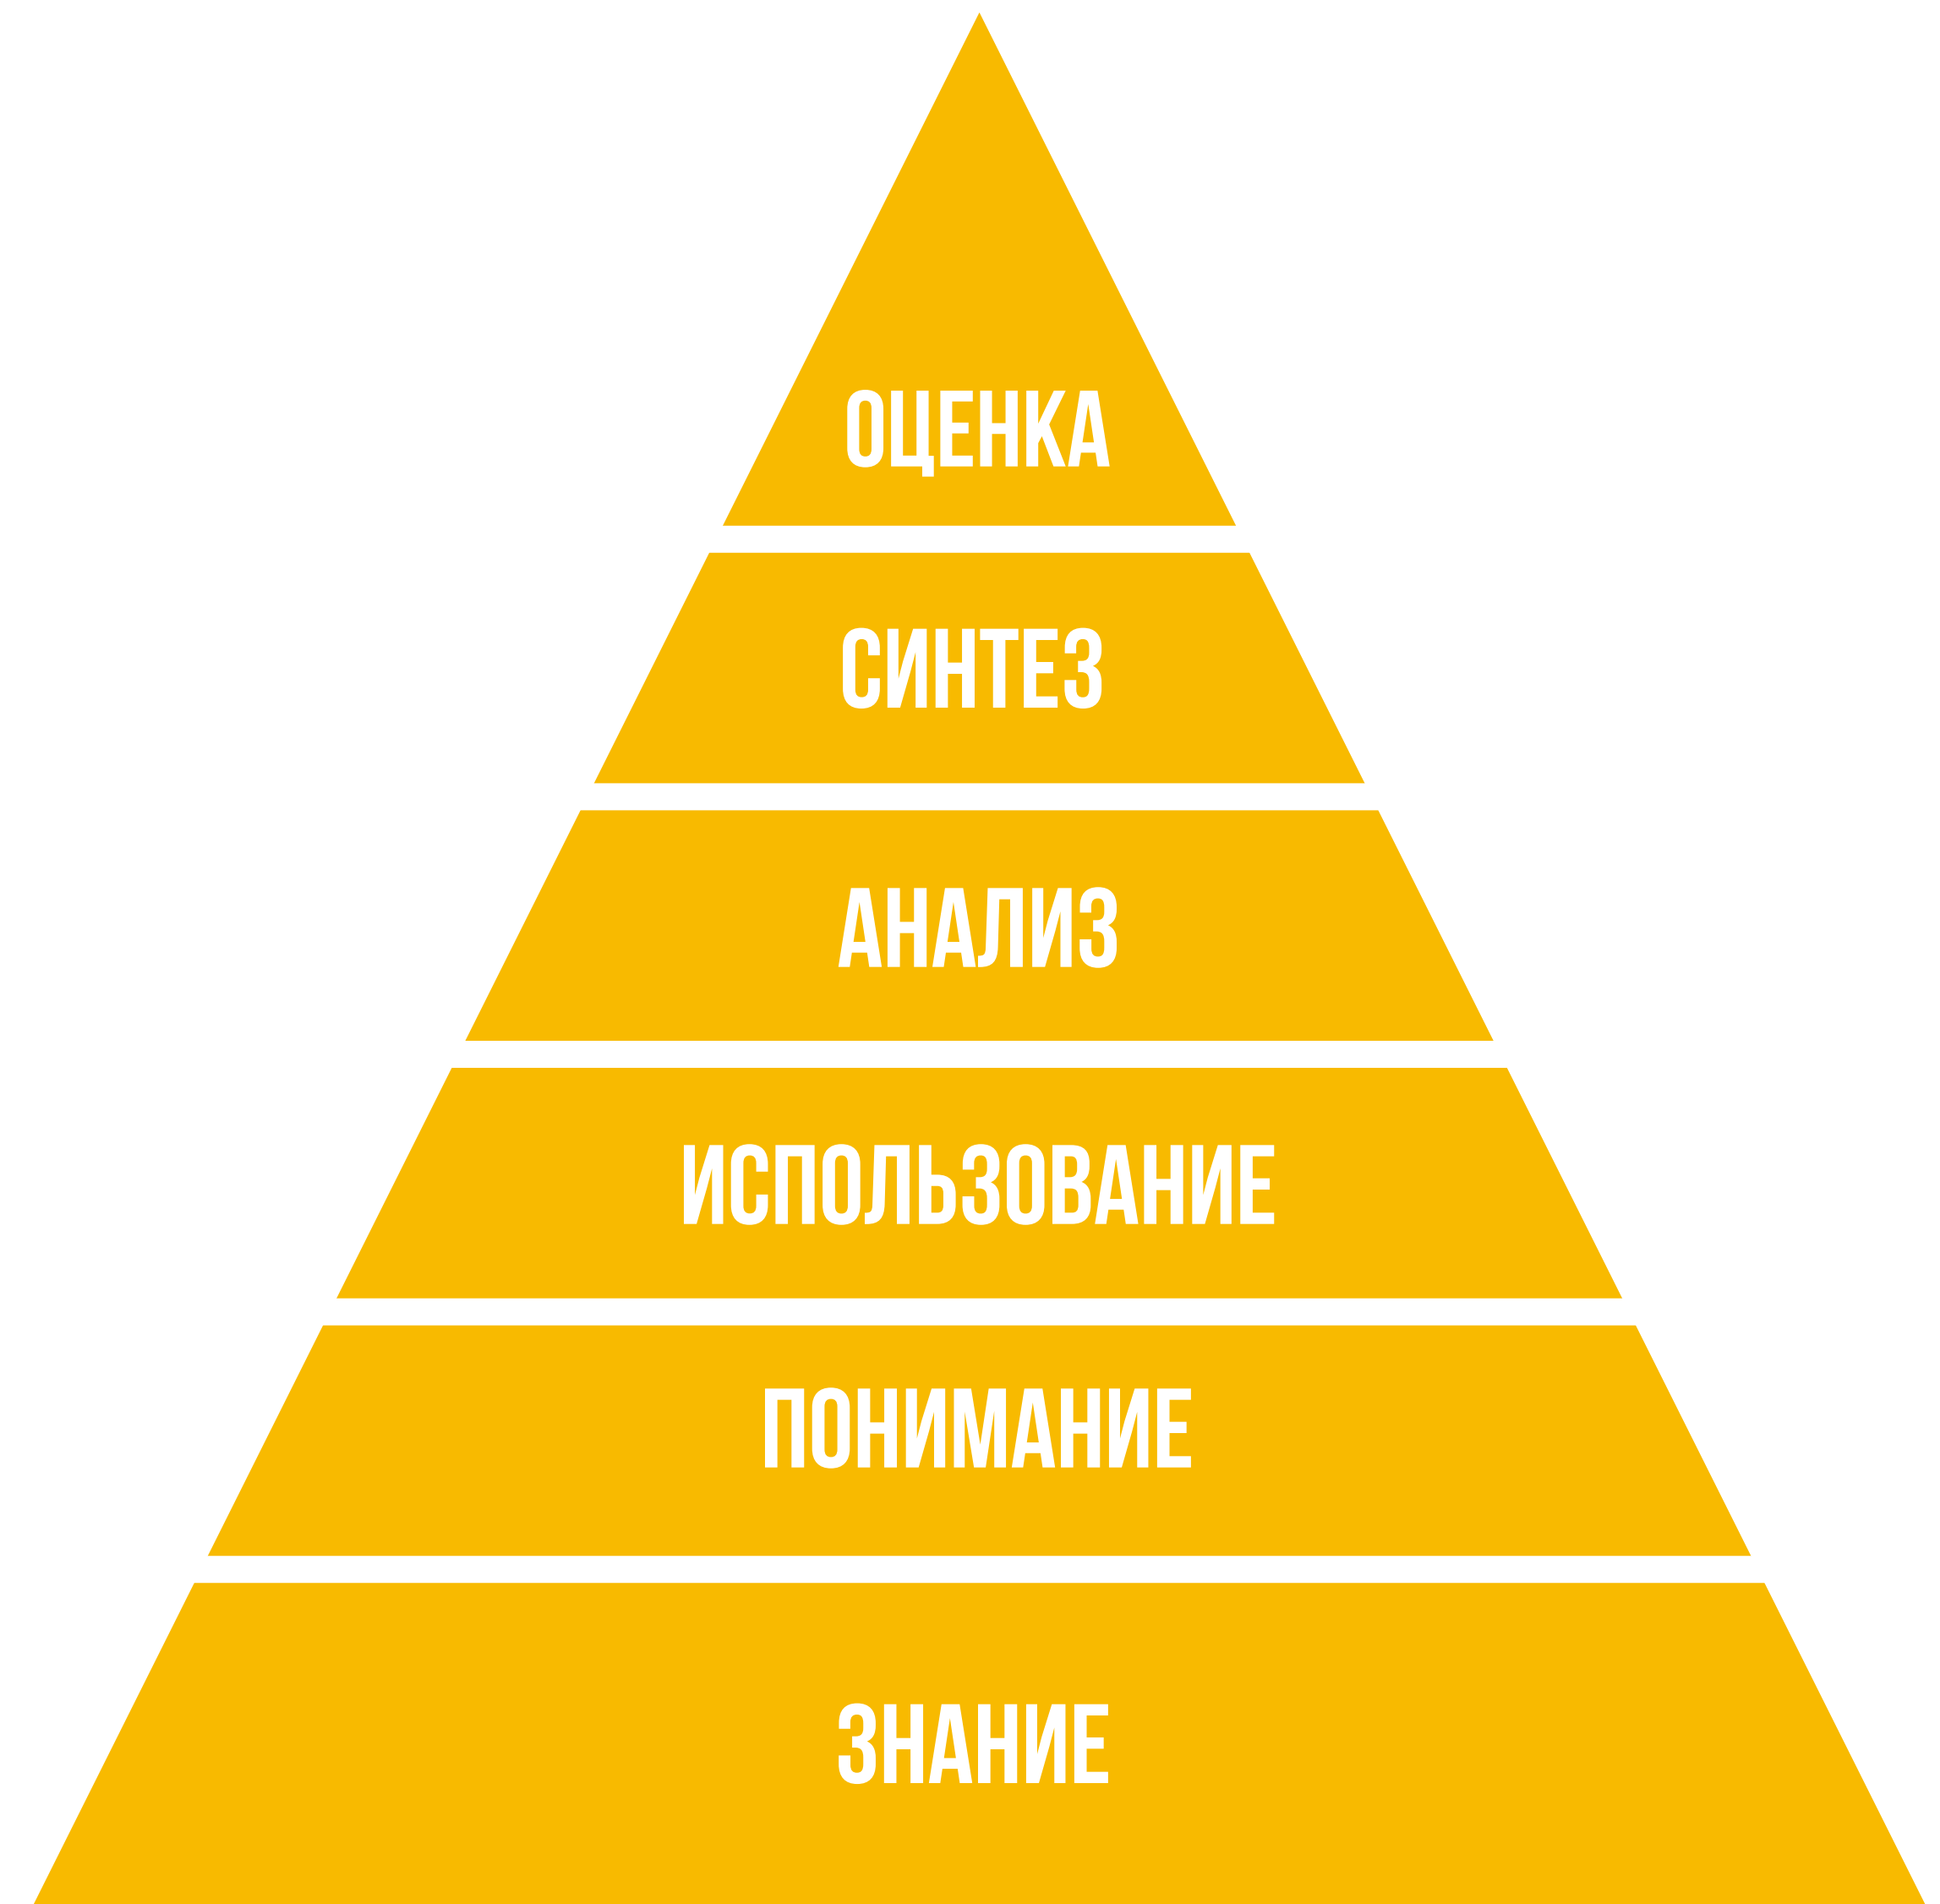 ОЦЕНКА
СИНТЕЗ
АНАЛИЗ
ИСПОЛЬЗОВАНИЕ
ПОНИМАНИЕ
ЗНАНИЕ